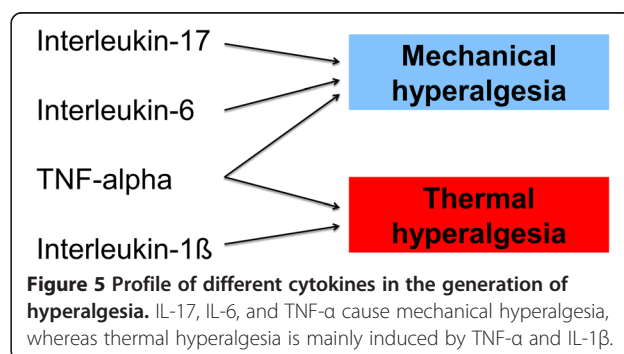 Interleukin-17
Mechanical
hyperalgesia
Interleukin-6
TNF-alpha
Thermal
hyperalgesia
Interleukin-1ß
Figure 5 Profile of different cytokines in the generation of
hyperalgesia. IL-17, IL-6, and TNF-α cause mechanical hyperalgesia,
whereas thermal hyperalgesia is mainly induced by TNF-α and IL-1β.